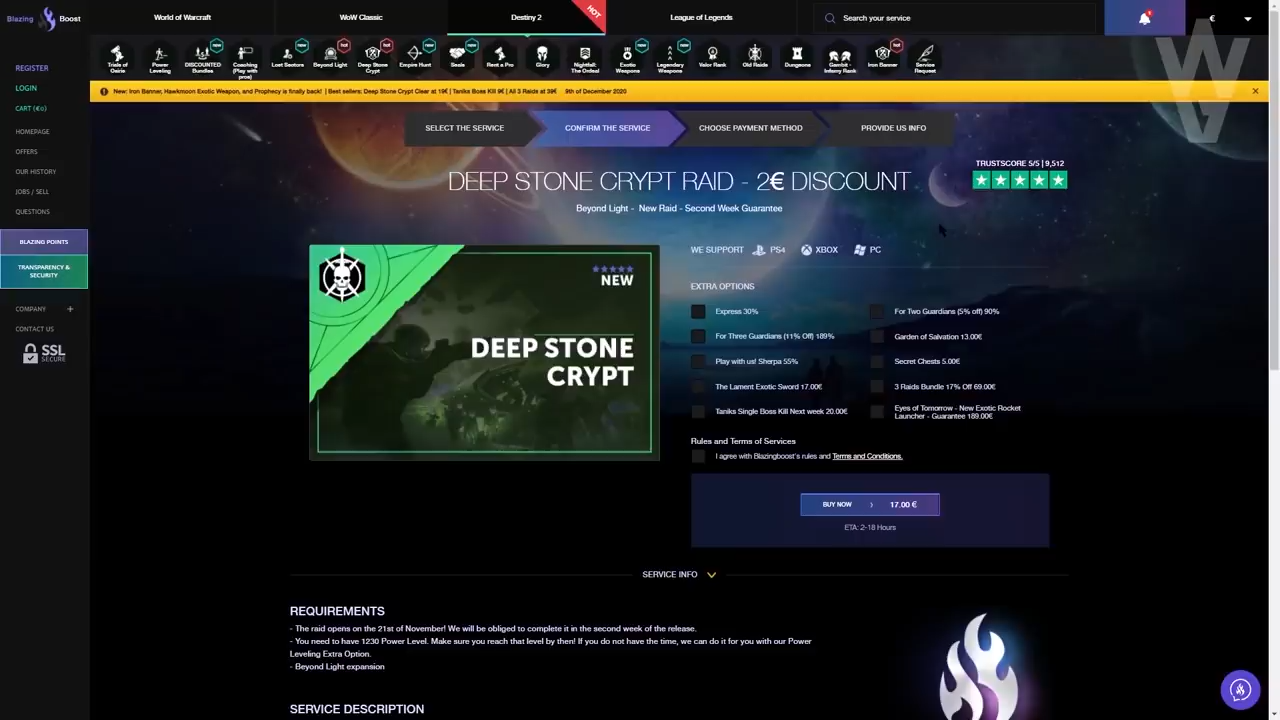 Blazing Boost
World of Warcraft
WoW Classic
Destiny 2
HOT
League of Legends
Search your service
€
REGISTER
LOGIN
CART (€0)
HOMEPAGE
OFFERS
OUR HISTORY
JOBS / SELL
QUESTIONS
BLAZING POINTS
TRANSPARENCY &
SECURITY
COMPANY +
CONTACT US
SSL
SECURE
Trials of
Osiris
Power
Leveling
new
DISCOUNTED
Bundles
Coaching
(Play with
pros)
new
Lost Sectors
hot
Beyond Light
hot
Deep Stone
Crypt
new
Empire Hunt
new
Seals
Rent a Pro
Glory
Nightfall:
The Ordeal
new
Exotic
Weapons
new
Legendary
Weapons
Valor Rank
Old Raids
Dungeons
Gambit -
Infamy Rank
hot
Iron Banner
Service
Request
New: Iron Banner, Hawkmoon Exotic Weapon, and Prophecy is finally back! | Best sellers: Deep Stone Crypt Clear at 19€ | Taniks Boss Kill 9€ | All 3 Raids at 39€ 9th of December 2020
SELECT THE SERVICE
CONFIRM THE SERVICE
CHOOSE PAYMENT METHOD
PROVIDE US INFO
TRUSTSCORE 5/5 | 9,512
DEEP STONE CRYPT RAID - 2€ DISCOUNT
Beyond Light - New Raid - Second Week Guarantee
NEW
DEEP STONE
CRYPT
WE SUPPORT PS4 XBOX PC
EXTRA OPTIONS
Express 30%
For Two Guardians (5% off) 90%
For Three Guardians (11% Off) 189%
Garden of Salvation 13.00€
Play with us! Sherpa 55%
Secret Chests 5.00€
The Lament Exotic Sword 17.00€
3 Raids Bundle 17% Off 69.00€
Taniks Single Boss Kill Next week 20.00€
Eyes of Tomorrow - New Exotic Rocket
Launcher - Guarantee 189.00€
Rules and Terms of Services
I agree with Blazingboost's rules and Terms and Conditions.
BUY NOW 17.00 €
ETA: 2-18 Hours
SERVICE INFO
REQUIREMENTS
- The raid opens on the 21st of November! We will be obliged to complete it in the second week of the release.
- You need to have 1230 Power Level. Make sure you reach that level by then! If you do not have the time, we can do it for you with our Power
Leveling Extra Option.
- Beyond Light expansion
SERVICE DESCRIPTION